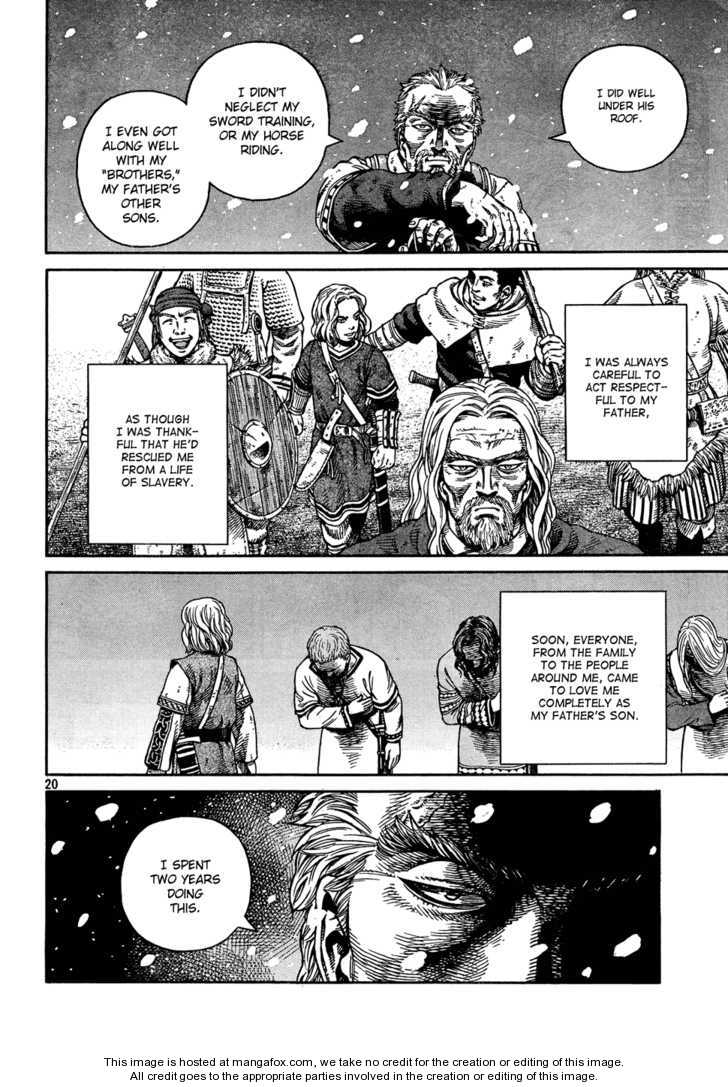 I DID WELL
UNDER HIS
ROOF.
I DIDN'T
NEGLECT MY
SWORD TRAINING,
OR MY HORSE
RIDING.
I EVEN GOT
ALONG WELL
WITH MY
"BROTHERS,"
MY FATHER'S
OTHER
SONS.
I WAS ALWAYS
CAREFUL TO
ACT RESPECT-
FUL TO MY
FATHER,
AS THOUGH
I WAS THANK-
FUL THAT HE'D
RESCUED ME
FROM A LIFE
OF SLAVERY.
SOON, EVERYONE,
FROM THE FAMILY
TO THE PEOPLE
AROUND ME, CAME
TO LOVE ME
COMPLETELY AS
MY FATHER'S SON.
20
I SPENT
TWO YEARS
DOING
THIS.
This image is hosted at mangafox.com, we take no credit for the creation or editing of this image.
All credit goes to the appropriate parties involved in the creation or editing of this image.